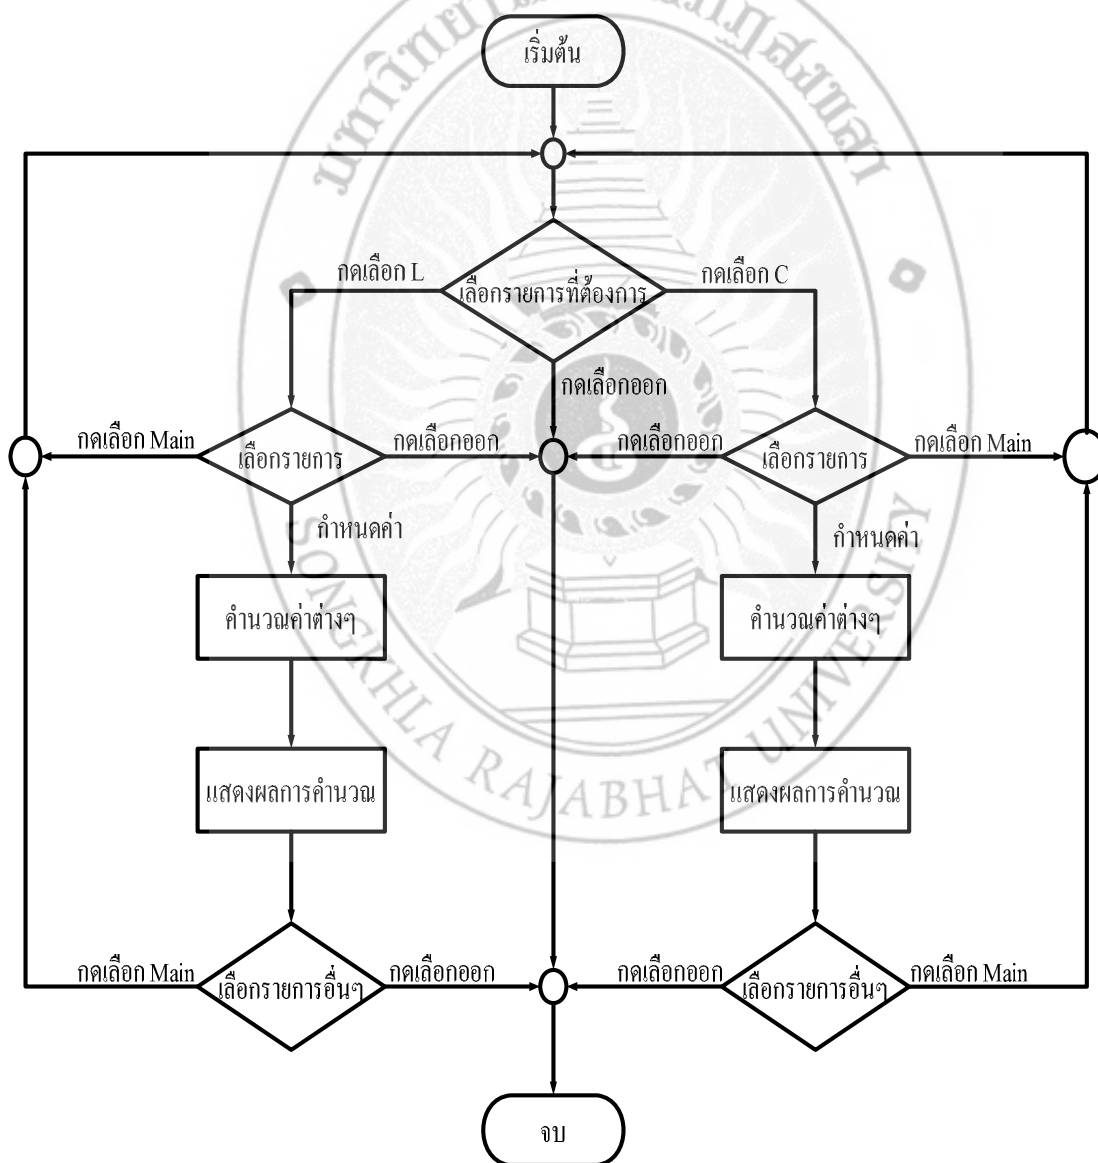 เริ่มต้น
กดเลือก L
เลือกรายการที่ต้องการ
กดเลือก C
กดเลือกออก
กดเลือก Main
เลือกรายการ
กดเลือกออก
กดเลือกออก
เลือกรายการ
กดเลือก Main
กำหนดค่า
กำหนดค่า
คำนวณค่าต่างๆ
คำนวณค่าต่างๆ
แสดงผลการคำนวณ
แสดงผลการคำนวณ
กดเลือก Main
เลือกรายการอื่นๆ
กดเลือกออก
กดเลือกออก
เลือกรายการอื่นๆ
กดเลือก Main
จบ
SONGKHLA RAJABHAT UNIVERSITY